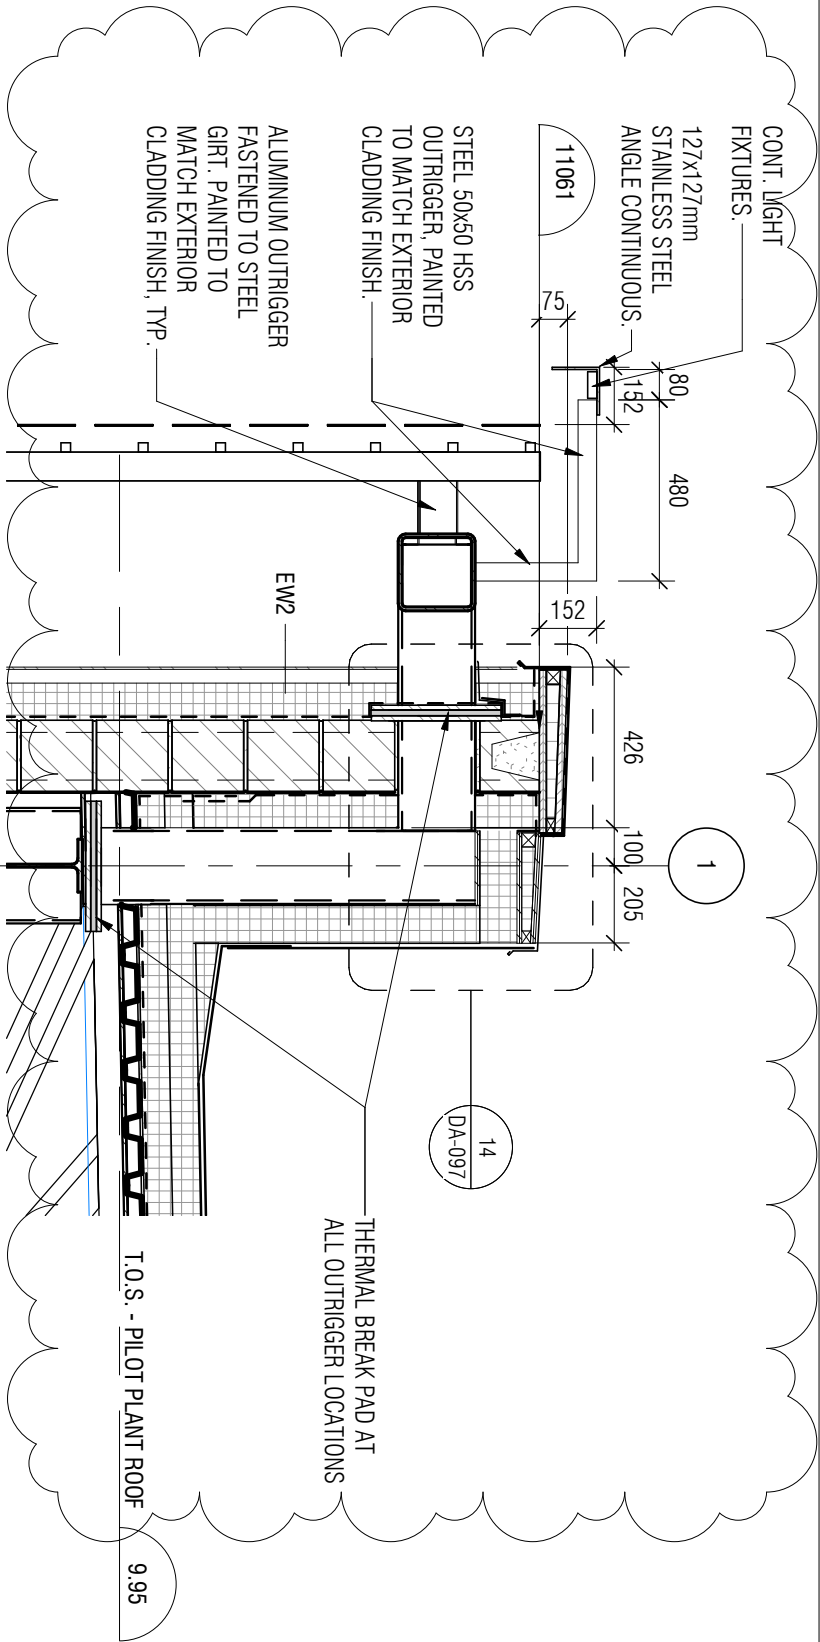 CONT. LIGHT
FIXTURES.
127x127mm
STAINLESS STEEL
ANGLE CONTINUOUS.
11061
STEEL 50x50 HSS
OUTRIGGER, PAINTED
TO MATCH EXTERIOR
CLADDING FINISH.
ALUMINUM OUTRIGGER
FASTENED TO STEEL
GIRT. PAINTED TO
MATCH EXTERIOR
CLADDING FINISH, TYP.
75
80
152
480
152
EW2
426
100
205
1
14
DA-097
THERMAL BREAK PAD AT
ALL OUTRIGGER LOCATIONS
T.O.S. - PILOT PLANT ROOF
9.95